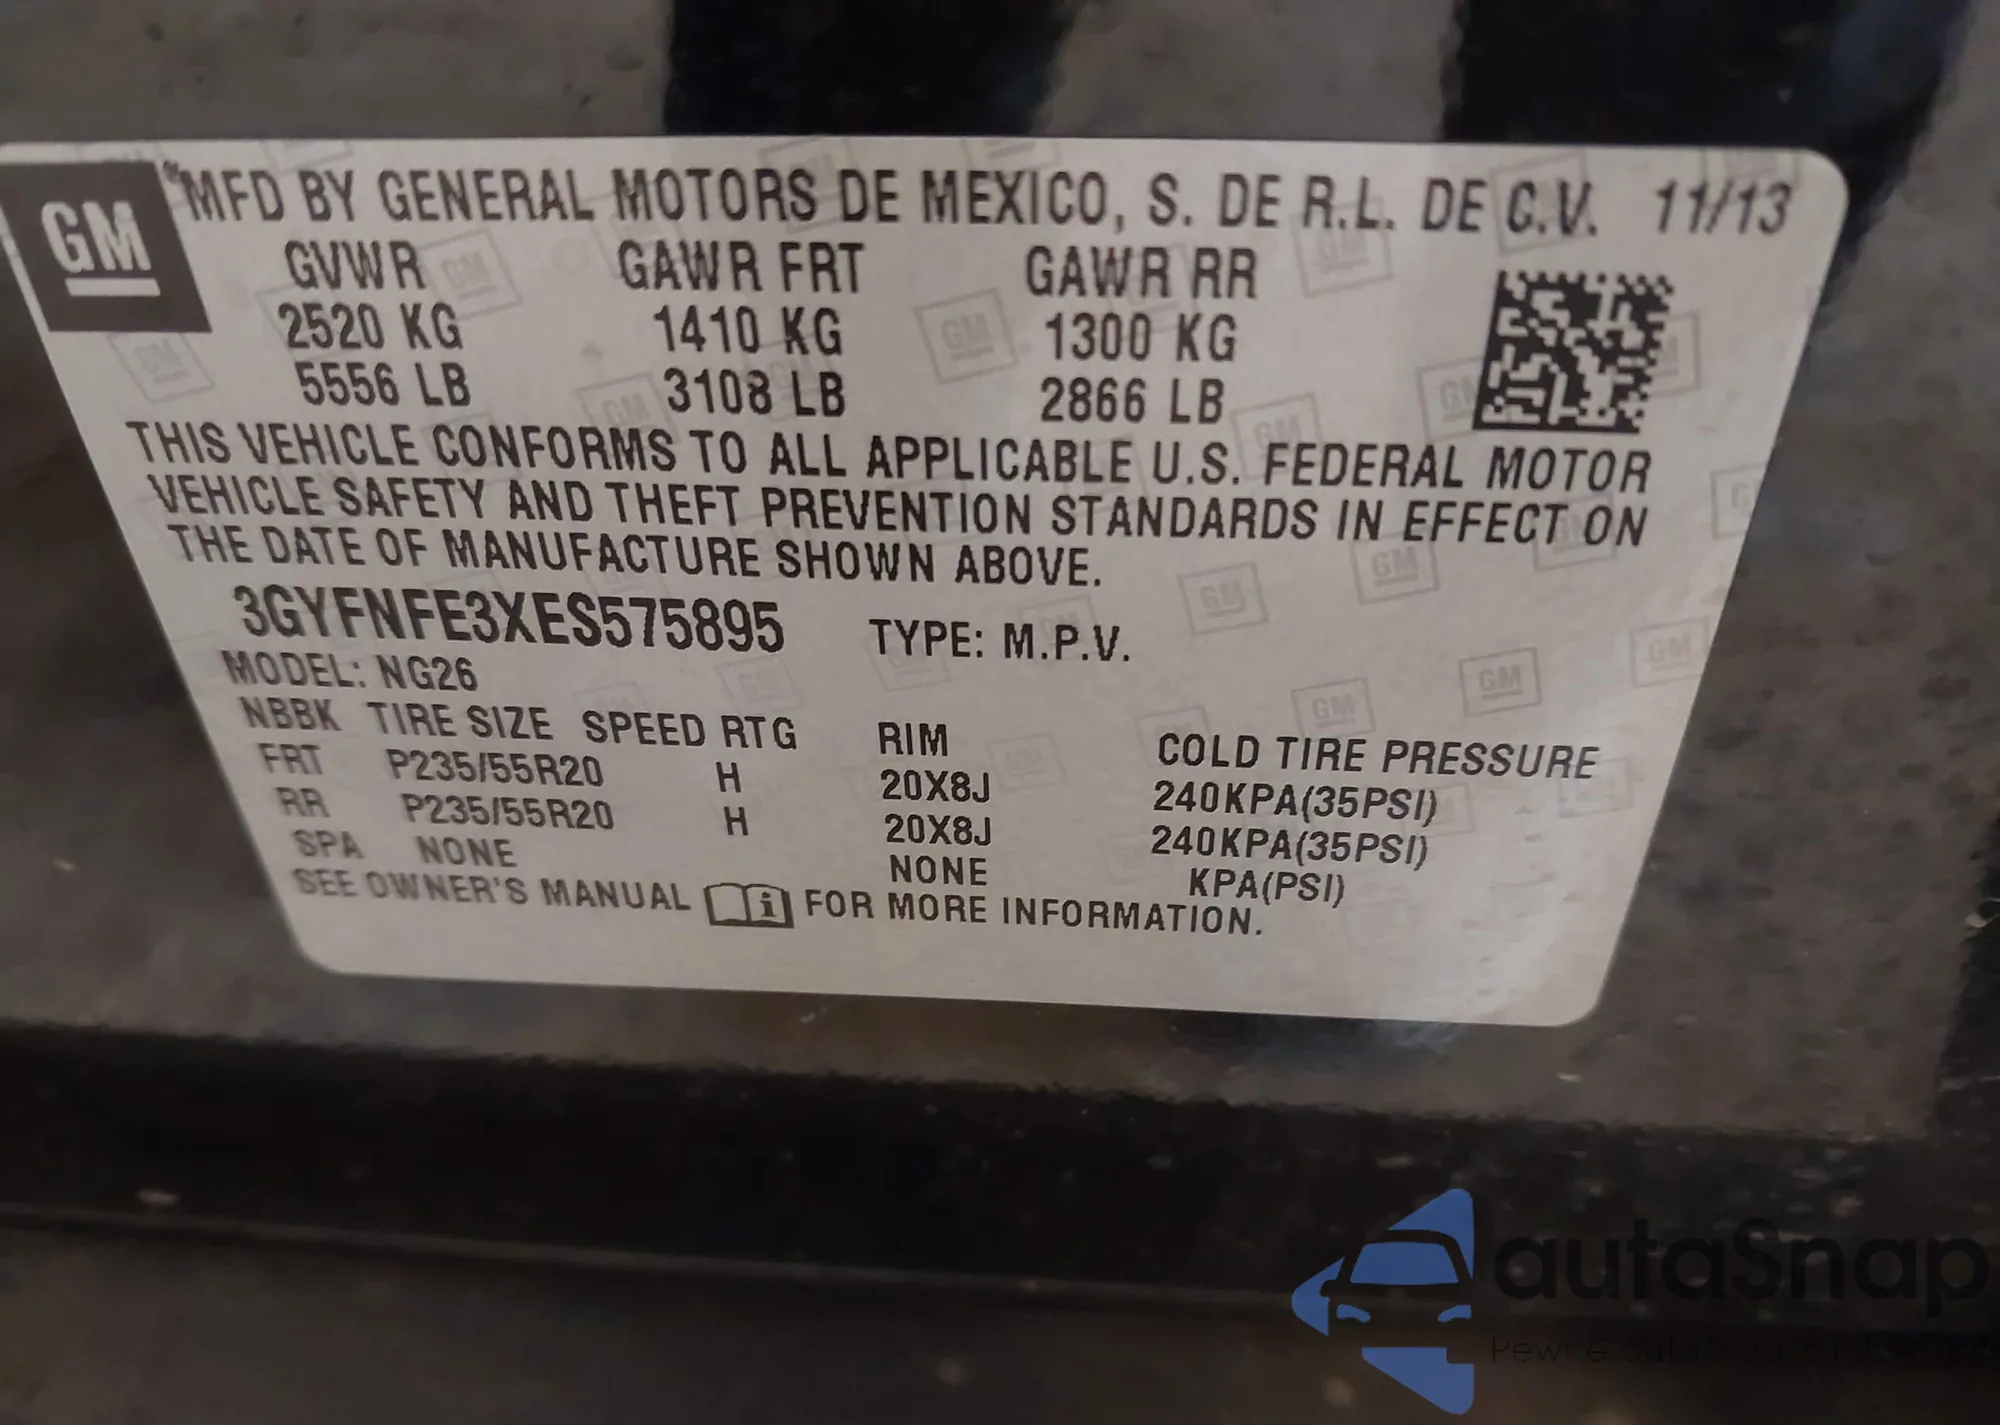 GM
MFD BY GENERAL MOTORS DE MEXICO, S. DE R.L. DE C.V. 11/13
GVWR GAWR FRT GAWR RR
2520 KG 1410 KG 1300 KG
5556 LB 3108 LB 2866 LB
THIS VEHICLE CONFORMS TO ALL APPLICABLE U.S. FEDERAL MOTOR
VEHICLE SAFETY AND THEFT PREVENTION STANDARDS IN EFFECT ON
THE DATE OF MANUFACTURE SHOWN ABOVE.
3GYFNFE3XES575895 TYPE: M.P.V.
MODEL: NG26
NBBK TIRE SIZE SPEED RTG RIM COLD TIRE PRESSURE
FRT P235/55R20 H 20X8J 240KPA(35PSI)
RR P235/55R20 H 20X8J 240KPA(35PSI)
SPA NONE NONE KPA(PSI)
SEE OWNER'S MANUAL i FOR MORE INFORMATION.
autaSnap
Pewne auta